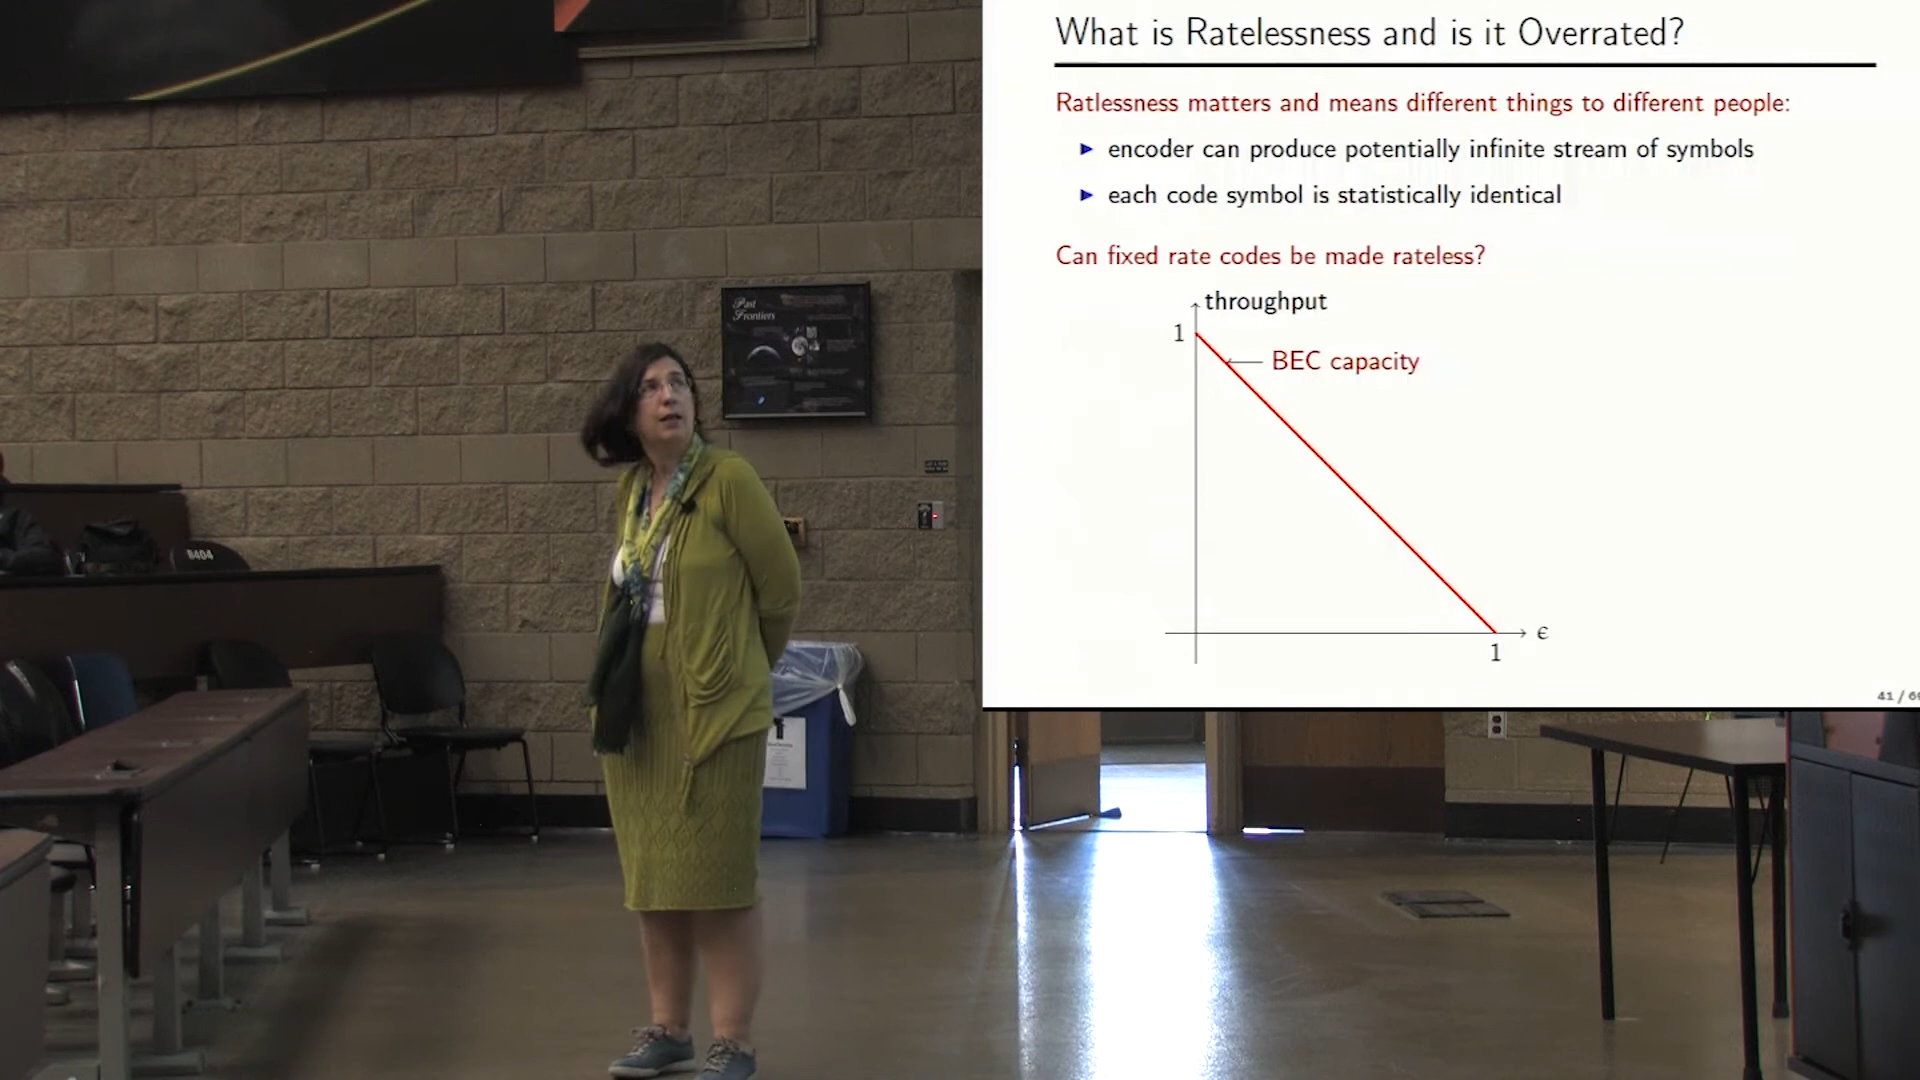 What is Ratelessness and is it Overrated?
Ratlessness matters and means different things to different people:
▶ encoder can produce potentially infinite stream of symbols
▶ each code symbol is statistically identical
Can fixed rate codes be made rateless?
throughput
1
BEC capacity
ϵ
1
41 / 6
Past
Frontiers
B404